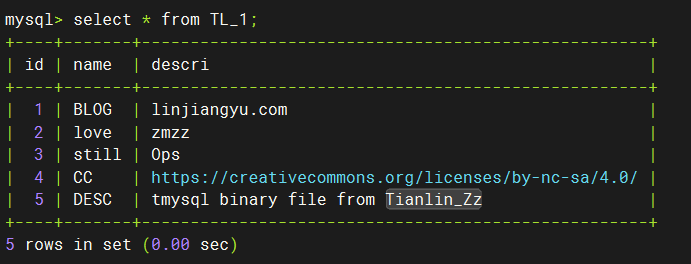 mysql> select * from TL_1;
+----+-------+----------------------------------------------------+
| id | name  | descri                                             |
+----+-------+----------------------------------------------------+
|  1 | BLOG  | linjiangyu.com                                     |
|  2 | love  | zmzz                                               |
|  3 | still | Ops                                                |
|  4 | CC    | https://creativecommons.org/licenses/by-nc-sa/4.0/ |
|  5 | DESC  | tmysql binary file from Tianlin_Zz                 |
+----+-------+----------------------------------------------------+
5 rows in set (0.00 sec)